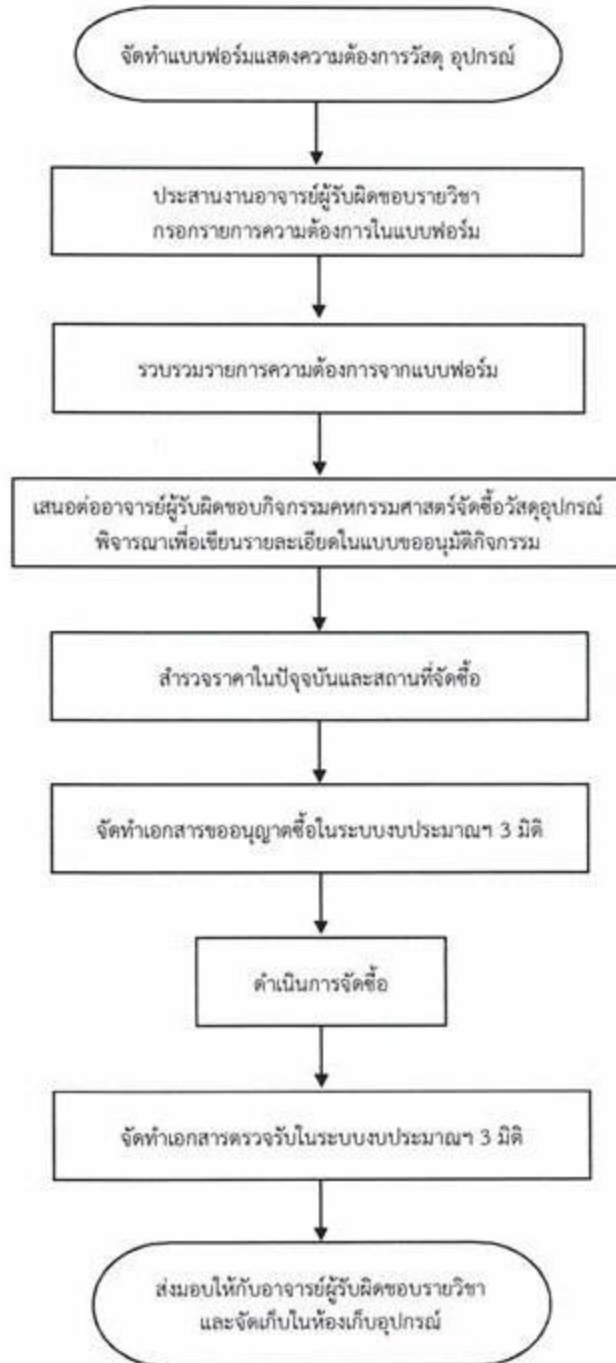 จัดทำแบบฟอร์มแสดงความต้องการวัสดุ อุปกรณ์
ประสานงานอาจารย์ผู้รับผิดชอบรายวิชา
กรอกรายการความต้องการในแบบฟอร์ม
รวบรวมรายการความต้องการจากแบบฟอร์ม
เสนอต่ออาจารย์ผู้รับผิดชอบกิจกรรมคหกรรมศาสตร์จัดซื้อวัสดุอุปกรณ์
พิจารณาเพื่อเขียนรายละเอียดในแบบขออนุมัติกิจกรรม
สำรวจราคาในปัจจุบันและสถานที่จัดซื้อ
จัดทำเอกสารขออนุญาตซื้อในระบบงบประมาณฯ 3 มิติ
ดำเนินการจัดซื้อ
จัดทำเอกสารตรวจรับในระบบงบประมาณฯ 3 มิติ
ส่งมอบให้กับอาจารย์ผู้รับผิดชอบรายวิชา
และจัดเก็บในห้องเก็บอุปกรณ์